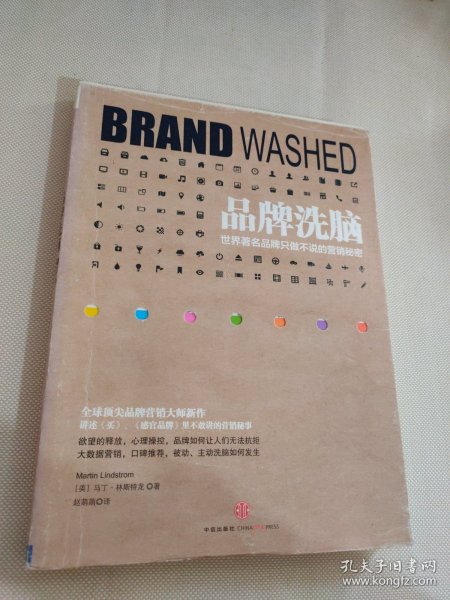 BRAND WASHED
品牌洗脑
世界著名品牌只做不说的营销秘密
全球顶尖品牌营销大师新作
讲述《买》、《感官品牌》里不敢讲的营销秘事
欲望的释放，心理操控，品牌如何让人们无法抗拒
大数据营销，口碑推荐，被动、主动洗脑如何发生
Martin Lindstrom
［美］马丁·林斯特龙◎著
赵萌萌◎译
中信出版社·CHINACITICPRESS
孔夫子旧书网
www.kongfz.com